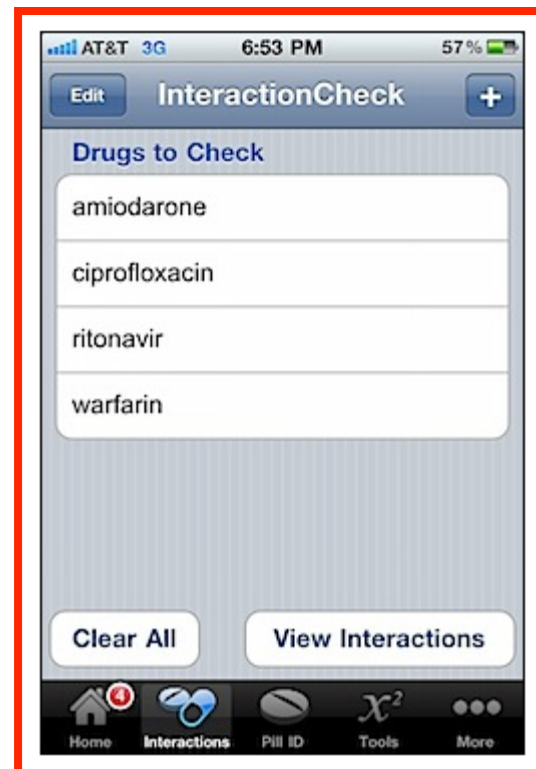 AT&T 3G 6:53 PM 57%
Edit InteractionCheck +
Drugs to Check
amiodarone
ciprofloxacin
ritonavir
warfarin
Clear All View Interactions
4
X²
Home Interactions Pill ID Tools More